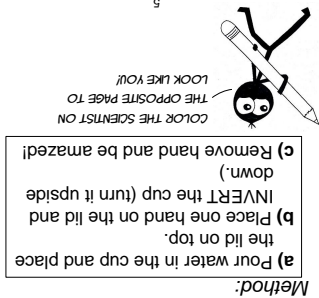 Method:
a) Pour water in the cup and place
the lid on top.
b) Place one hand on the lid and
INVERT the cup (turn it upside
down.)
c) Remove hand and be amazed!
COLOR THE SCIENTIST ON
THE OPPOSITE PAGE TO
LOOK LIKE YOU!
5